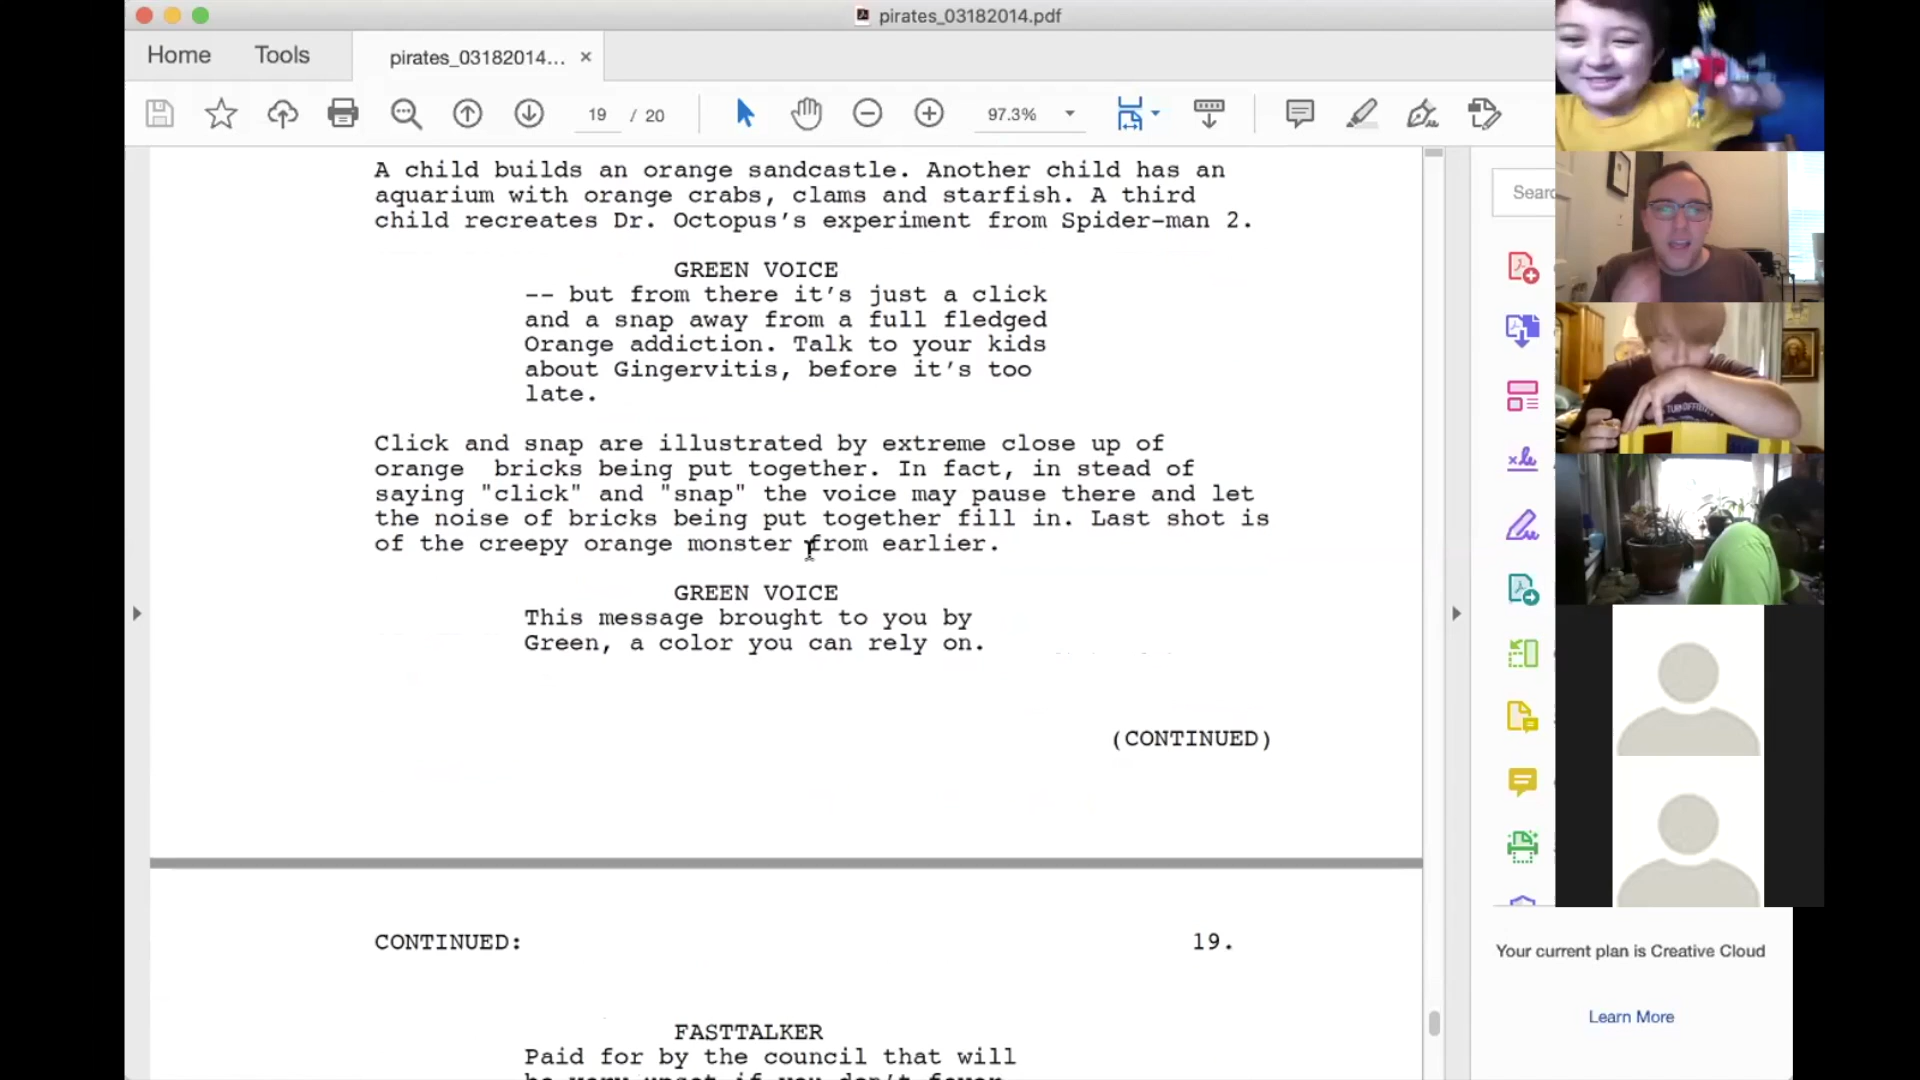 pirates_03182014.pdf
Home
Tools
pirates_03182014...
19 / 20
97.3%
A child builds an orange sandcastle. Another child has an
aquarium with orange crabs, clams and starfish. A third
child recreates Dr. Octopus's experiment from Spider-man 2.
GREEN VOICE
-- but from there it's just a click
and a snap away from a full fledged
Orange addiction. Talk to your kids
about Gingervitis, before it's too
late.
Click and snap are illustrated by extreme close up of
orange bricks being put together. In fact, in stead of
saying "click" and "snap" the voice may pause there and let
the noise of bricks being put together fill in. Last shot is
of the creepy orange monster from earlier.
GREEN VOICE
This message brought to you by
Green, a color you can rely on.
(CONTINUED)
CONTINUED:
19.
FASTTALKER
Paid for by the council that will
be very upset if you don't favor
Your current plan is Creative Cloud
Learn More